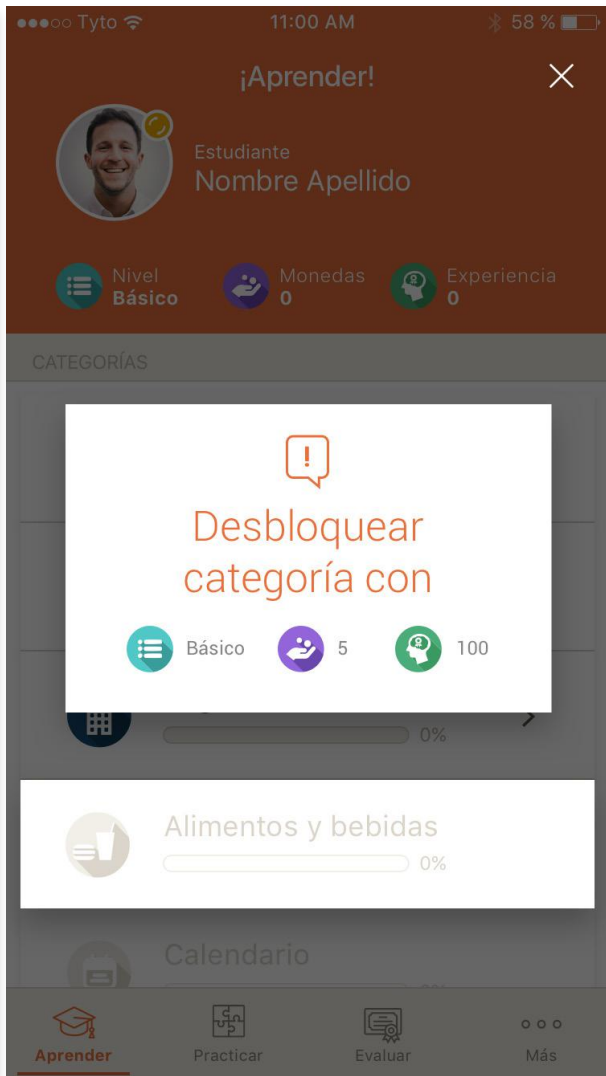 Tyto 11:00 AM 58 %
¡Aprender!
Estudiante
Nombre Apellido
Nivel
Básico
Monedas
0
Experiencia
0
CATEGORÍAS
!
Desbloquear
categoría con
Básico 5 100
0%
Alimentos y bebidas
0%
Calendario
Aprender Practicar Evaluar Más